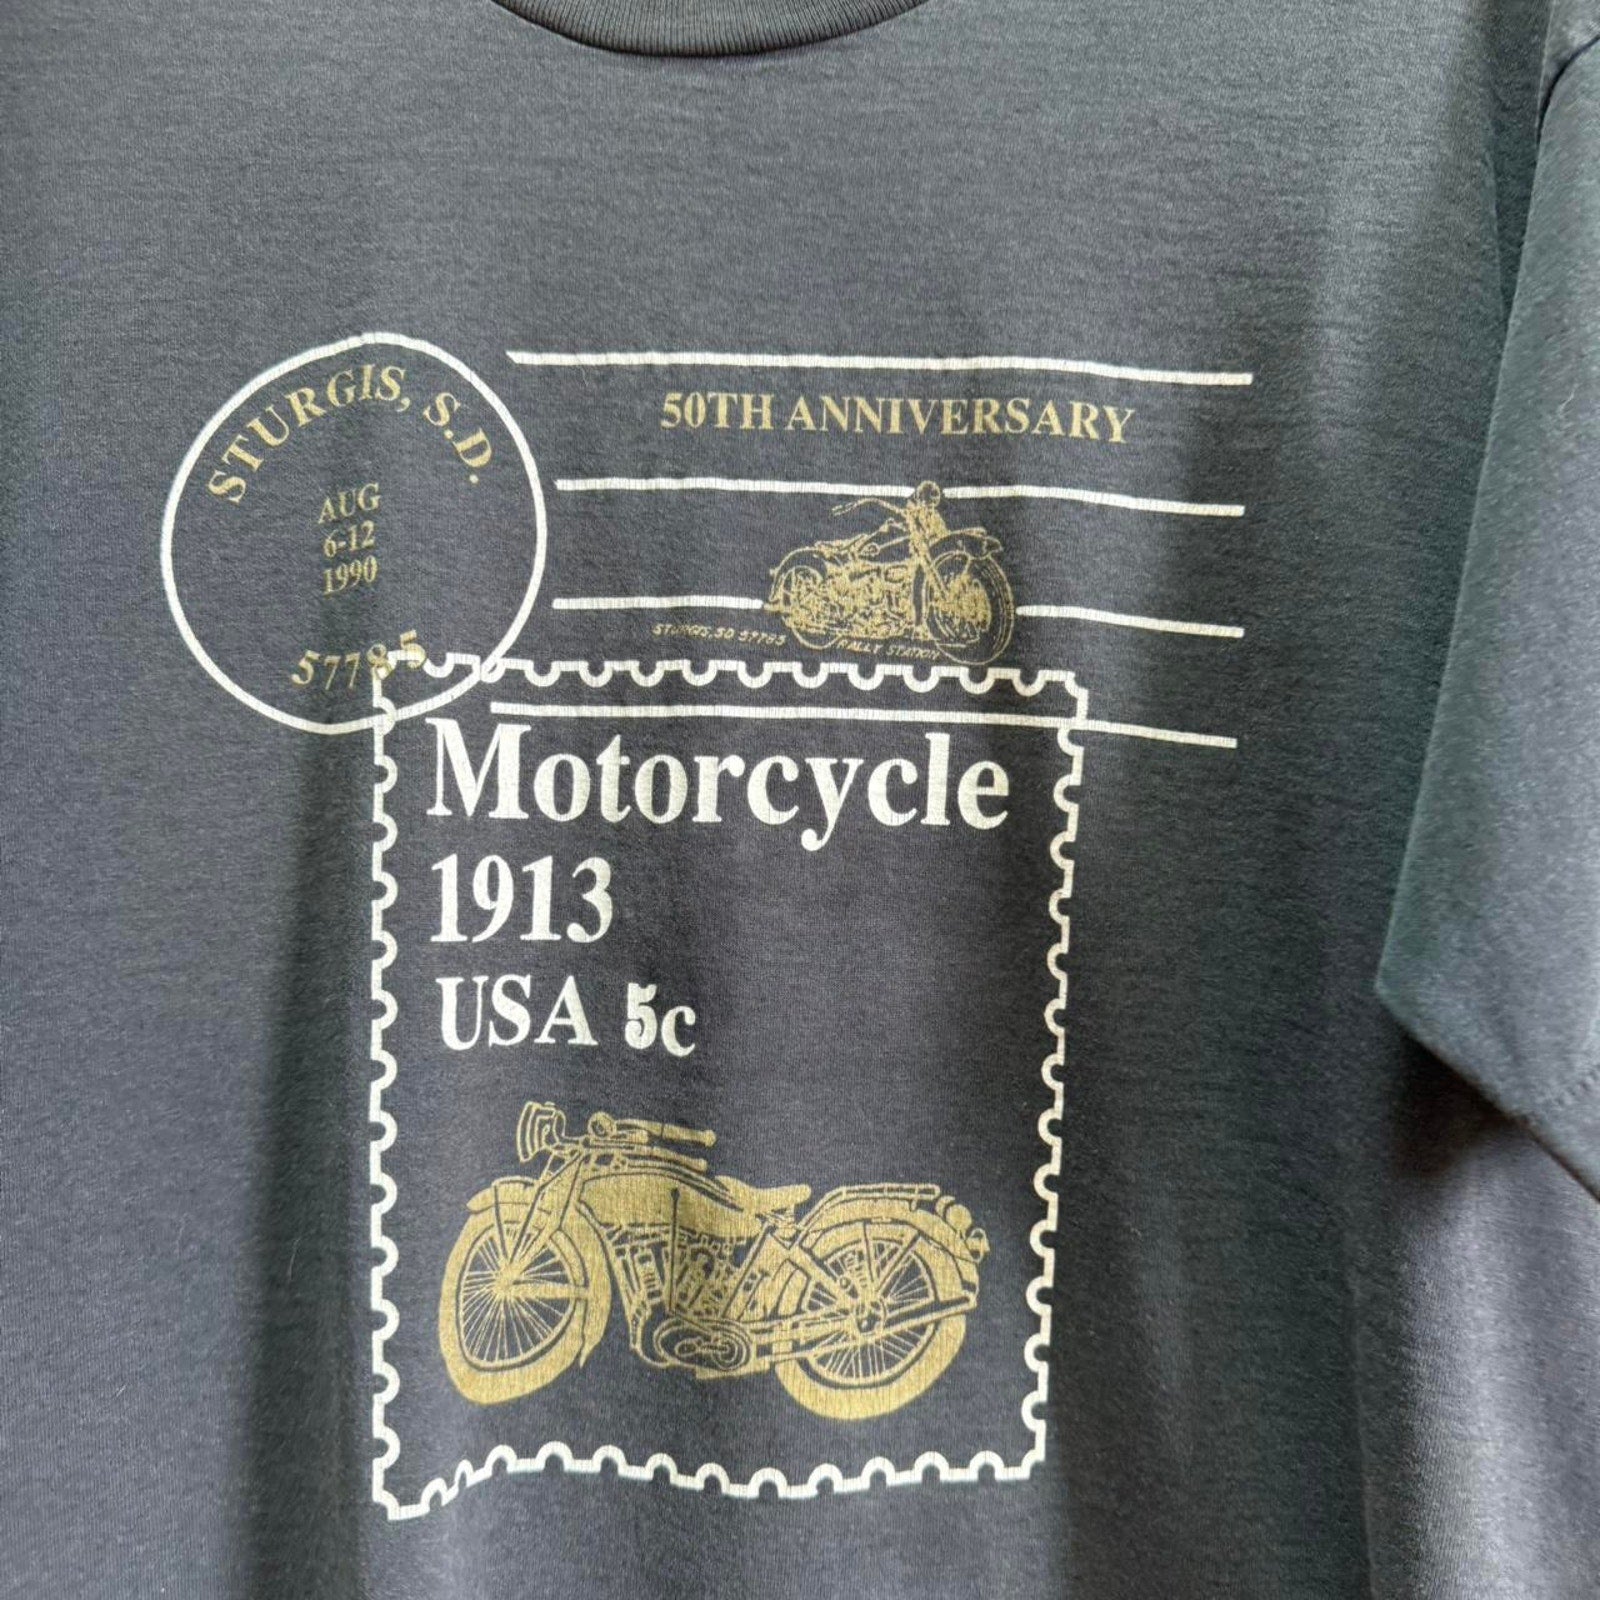 STURGIS, S.D.
AUG
6-12
1990
57785
50TH ANNIVERSARY
STURGIS, SD 57785
RALLY STATION
Motorcycle
1913
USA 5c